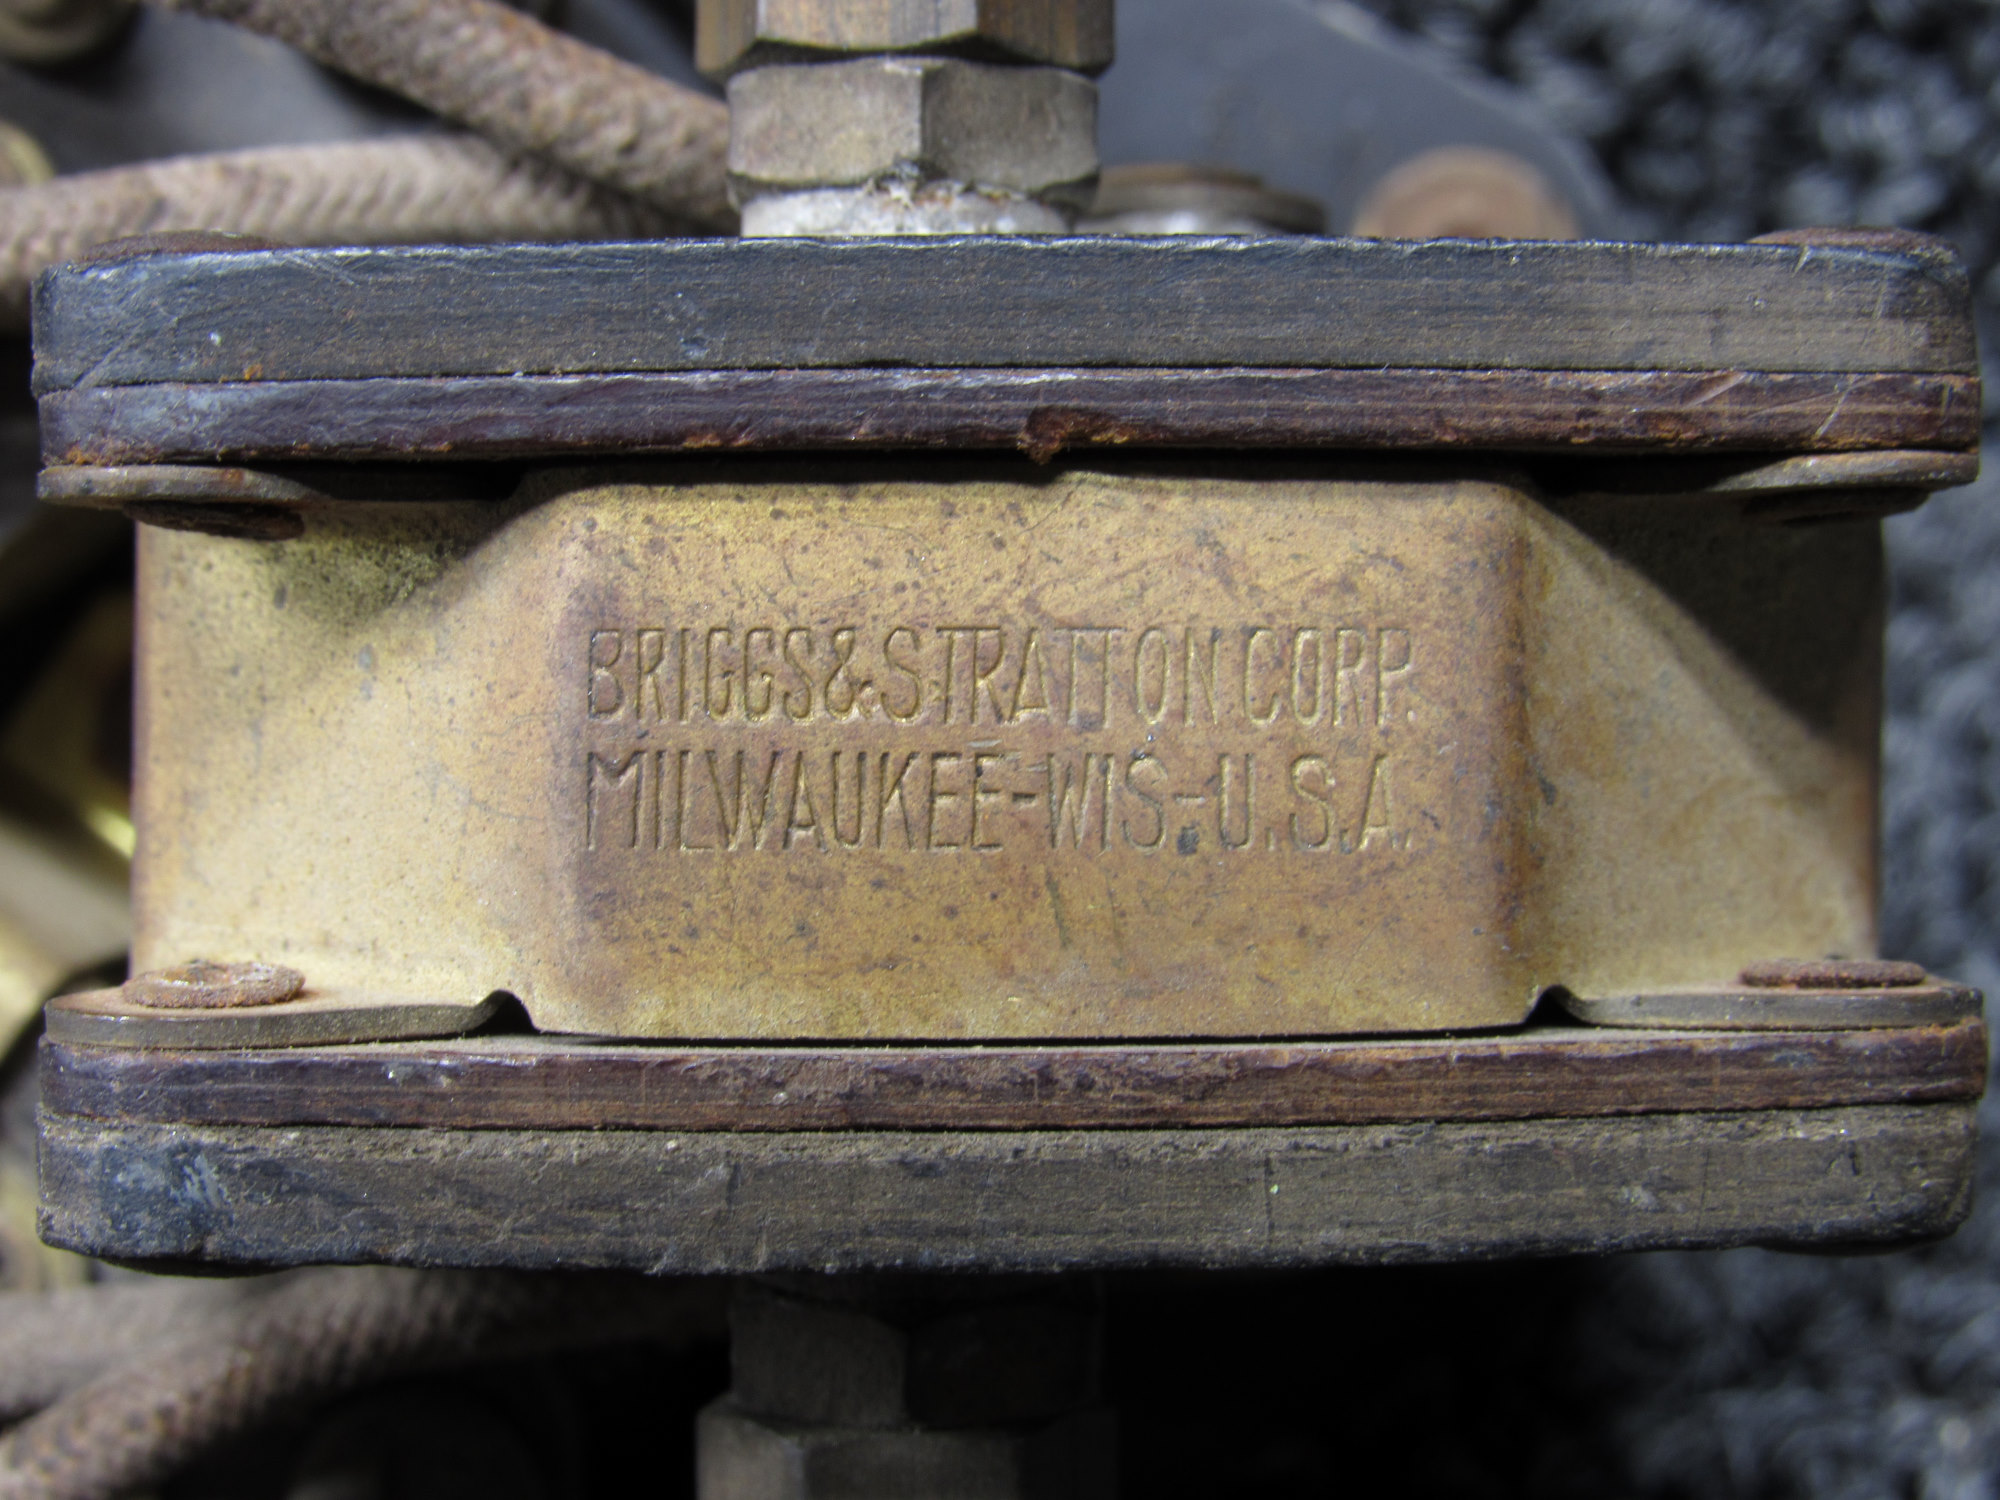 BRIGGS & STRATTON CORP.
MILWAUKEE-WIS.-U.S.A.